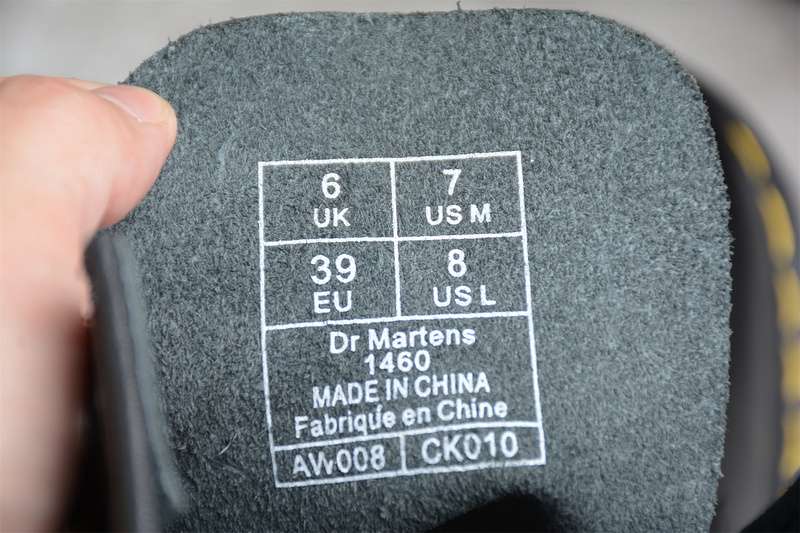 6 7
UK US M
39 8
EU US L
Dr Martens
1460
MADE IN CHINA
Fabrique en Chine
AW008 CK010